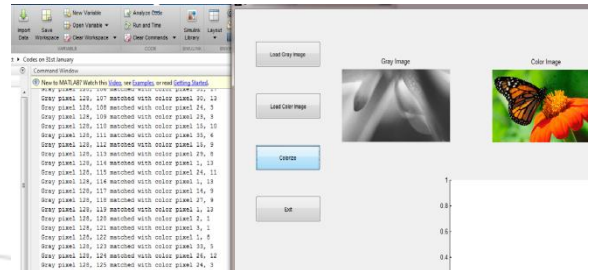 New Variable
Analyze Code
Import Data
Save Workspace
Open Variable
Run and Time
Simulink Library
Layout
Clear Workspace
Clear Commands
VARIABLE
CODE
SIMULINK
Codes on 31st January
Command Window
New to MATLAB? Watch this Video, see Examples, or read Getting Started.
Gray pixel 128, 107 matched with color pixel 30, 13
Gray pixel 128, 108 matched with color pixel 24, 3
Gray pixel 128, 109 matched with color pixel 29, 3
Gray pixel 128, 110 matched with color pixel 15, 10
Gray pixel 128, 111 matched with color pixel 33, 6
Gray pixel 128, 112 matched with color pixel 15, 9
Gray pixel 128, 113 matched with color pixel 29, 8
Gray pixel 128, 114 matched with color pixel 1, 13
Gray pixel 128, 115 matched with color pixel 24, 11
Gray pixel 128, 116 matched with color pixel 1, 13
Gray pixel 128, 117 matched with color pixel 14, 9
Gray pixel 128, 118 matched with color pixel 27, 9
Gray pixel 128, 119 matched with color pixel 1, 13
Gray pixel 128, 120 matched with color pixel 2, 1
Gray pixel 128, 121 matched with color pixel 3, 1
Gray pixel 128, 122 matched with color pixel 1, 8
Gray pixel 128, 123 matched with color pixel 33, 5
Gray pixel 128, 124 matched with color pixel 26, 12
Gray pixel 128, 125 matched with color pixel 24, 3
Load Gray Image
Gray Image
Color Image
Load Color Image
Colorize
Exit
1
0.8
0.6
0.4